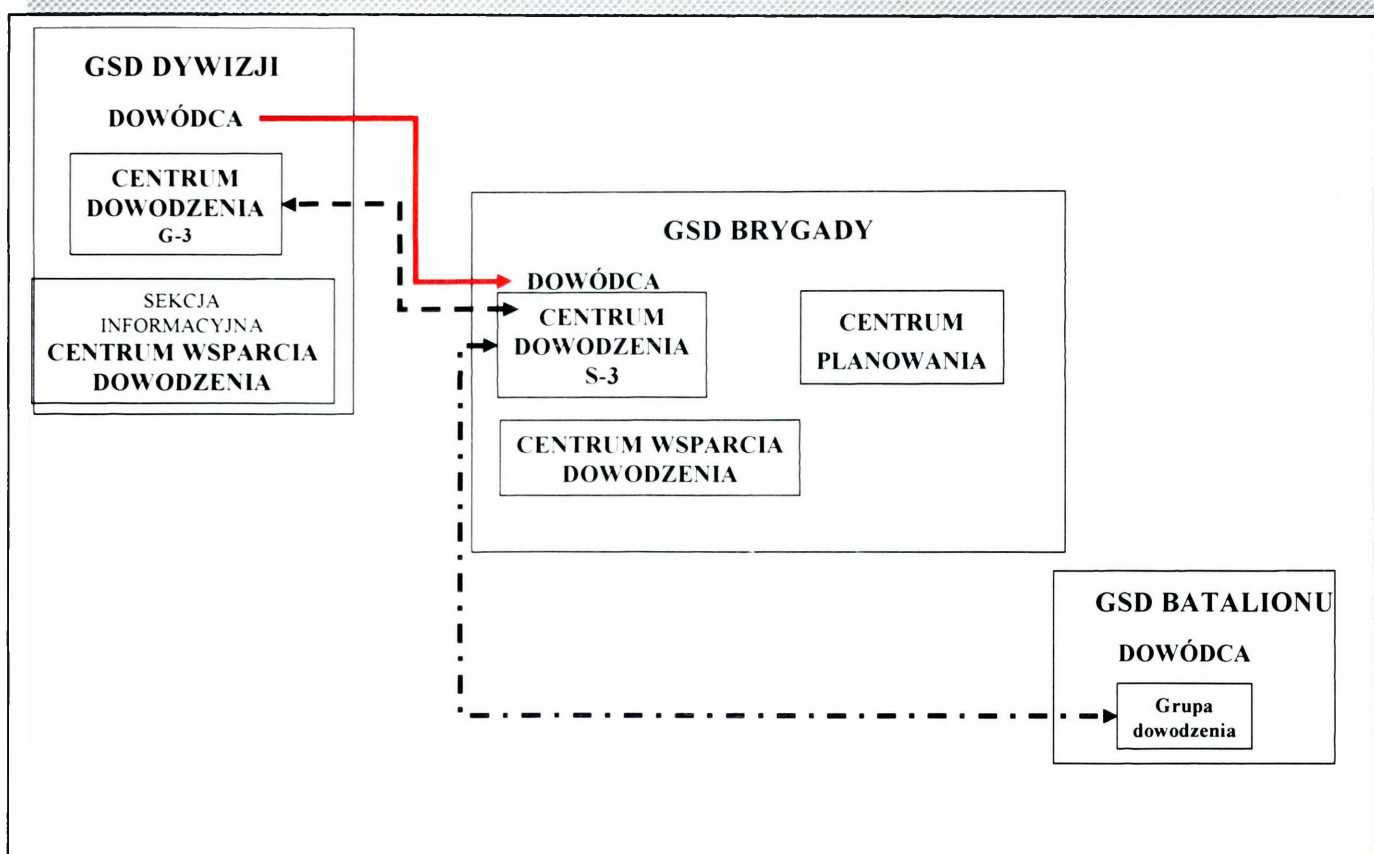 GSD DYWIZJI
DOWÓDCA
CENTRUM
DOWODZENIA
G-3
SEKCJA
INFORMACYJNA
CENTRUM WSPARCIA
DOWODZENIA
GSD BRYGADY
DOWÓDCA
CENTRUM
DOWODZENIA
S-3
CENTRUM
PLANOWANIA
CENTRUM WSPARCIA
DOWODZENIA
GSD BATALIONU
DOWÓDCA
Grupa
dowodzenia